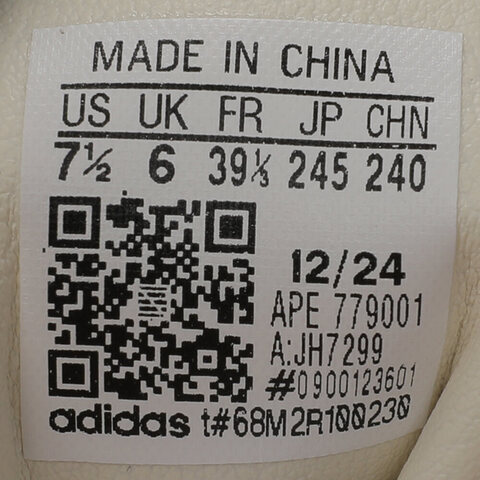 MADE IN CHINA
US UK FR JP CHN
7½ 6 39⅓ 245 240
12/24
APE 779001
A:JH7299
#0900123601
adidas t#68M2R100230